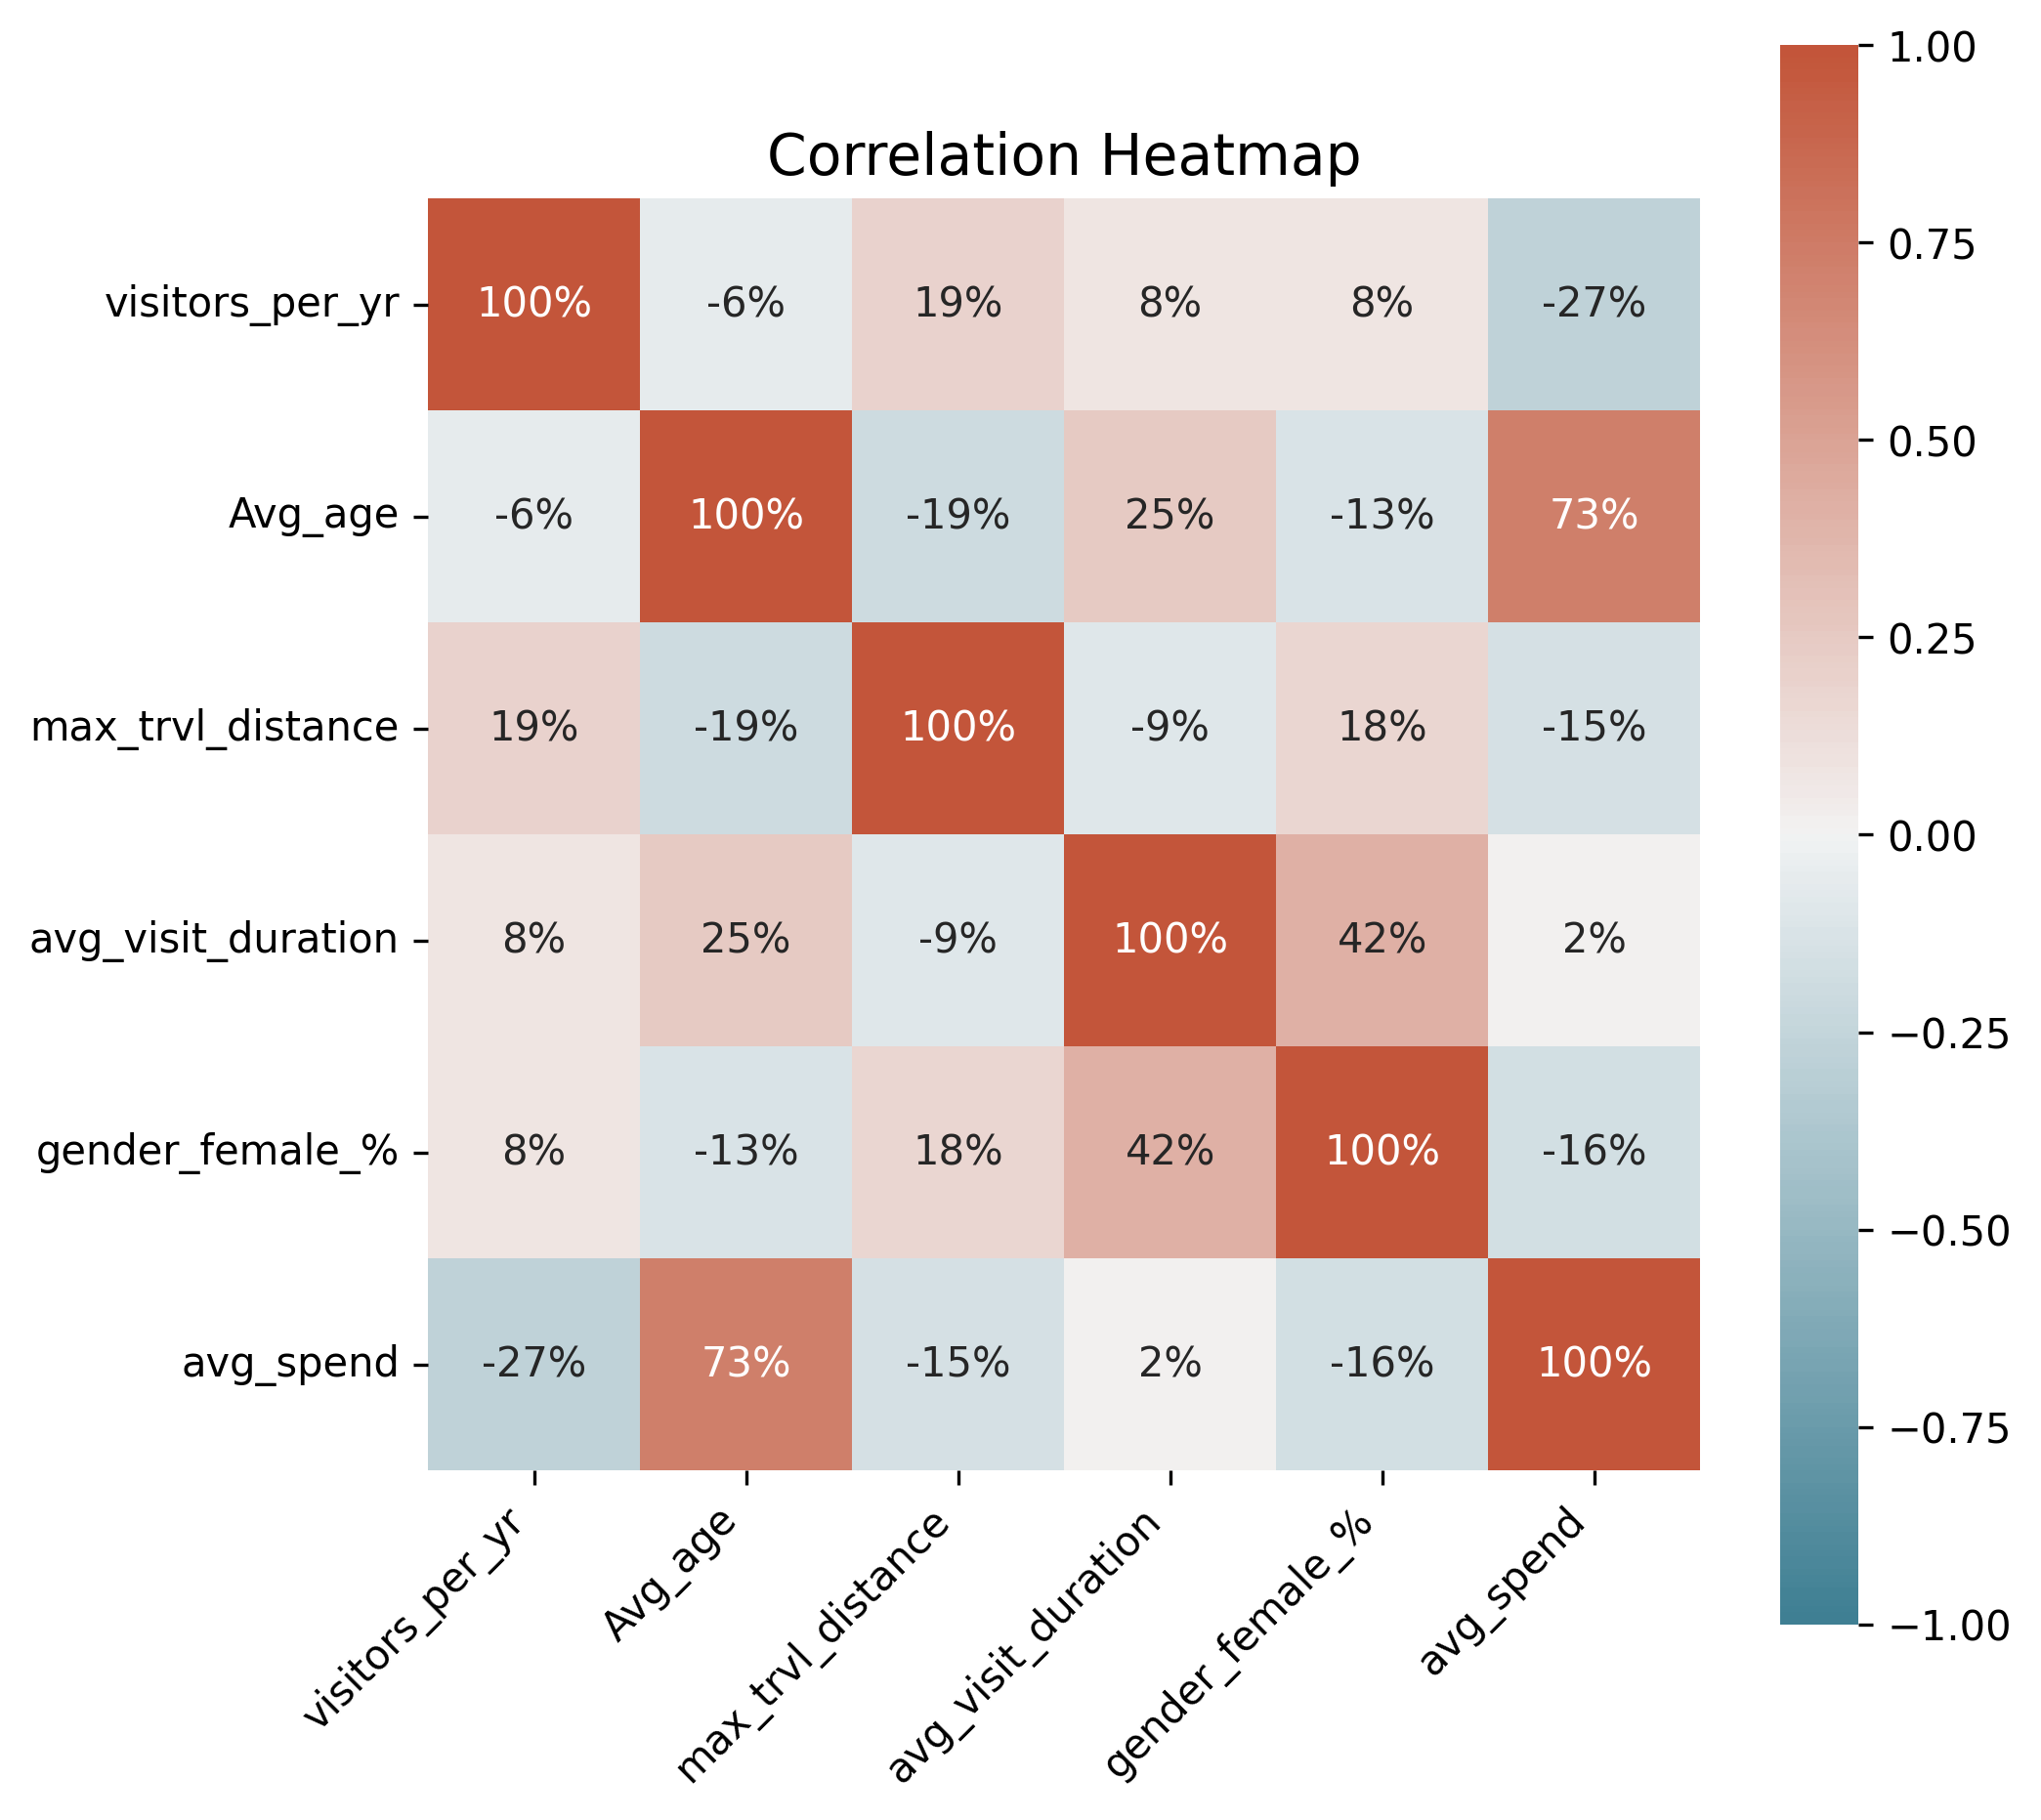 Correlation Heatmap
visitors_per_yr 100% -6% 19% 8% 8% -27%
Avg_age -6% 100% -19% 25% -13% 73%
max_trvl_distance 19% -19% 100% -9% 18% -15%
avg_visit_duration 8% 25% -9% 100% 42% 2%
gender_female_% 8% -13% 18% 42% 100% -16%
avg_spend -27% 73% -15% 2% -16% 100%
visitors_per_yr
Avg_age
max_trvl_distance
avg_visit_duration
gender_female_%
avg_spend
1.00
0.75
0.50
0.25
0.00
−0.25
−0.50
−0.75
−1.00